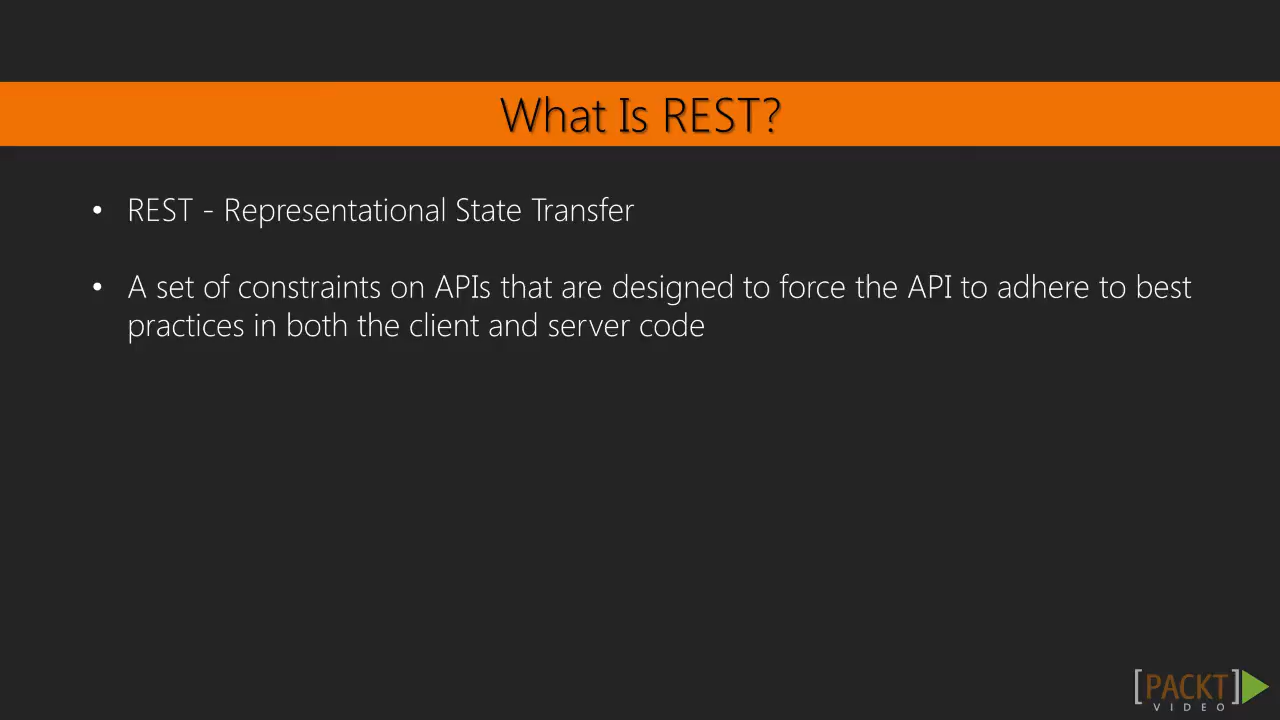 What Is REST?
• REST - Representational State Transfer
• A set of constraints on APIs that are designed to force the API to adhere to best
practices in both the client and server code
[PACKT]
VIDEO